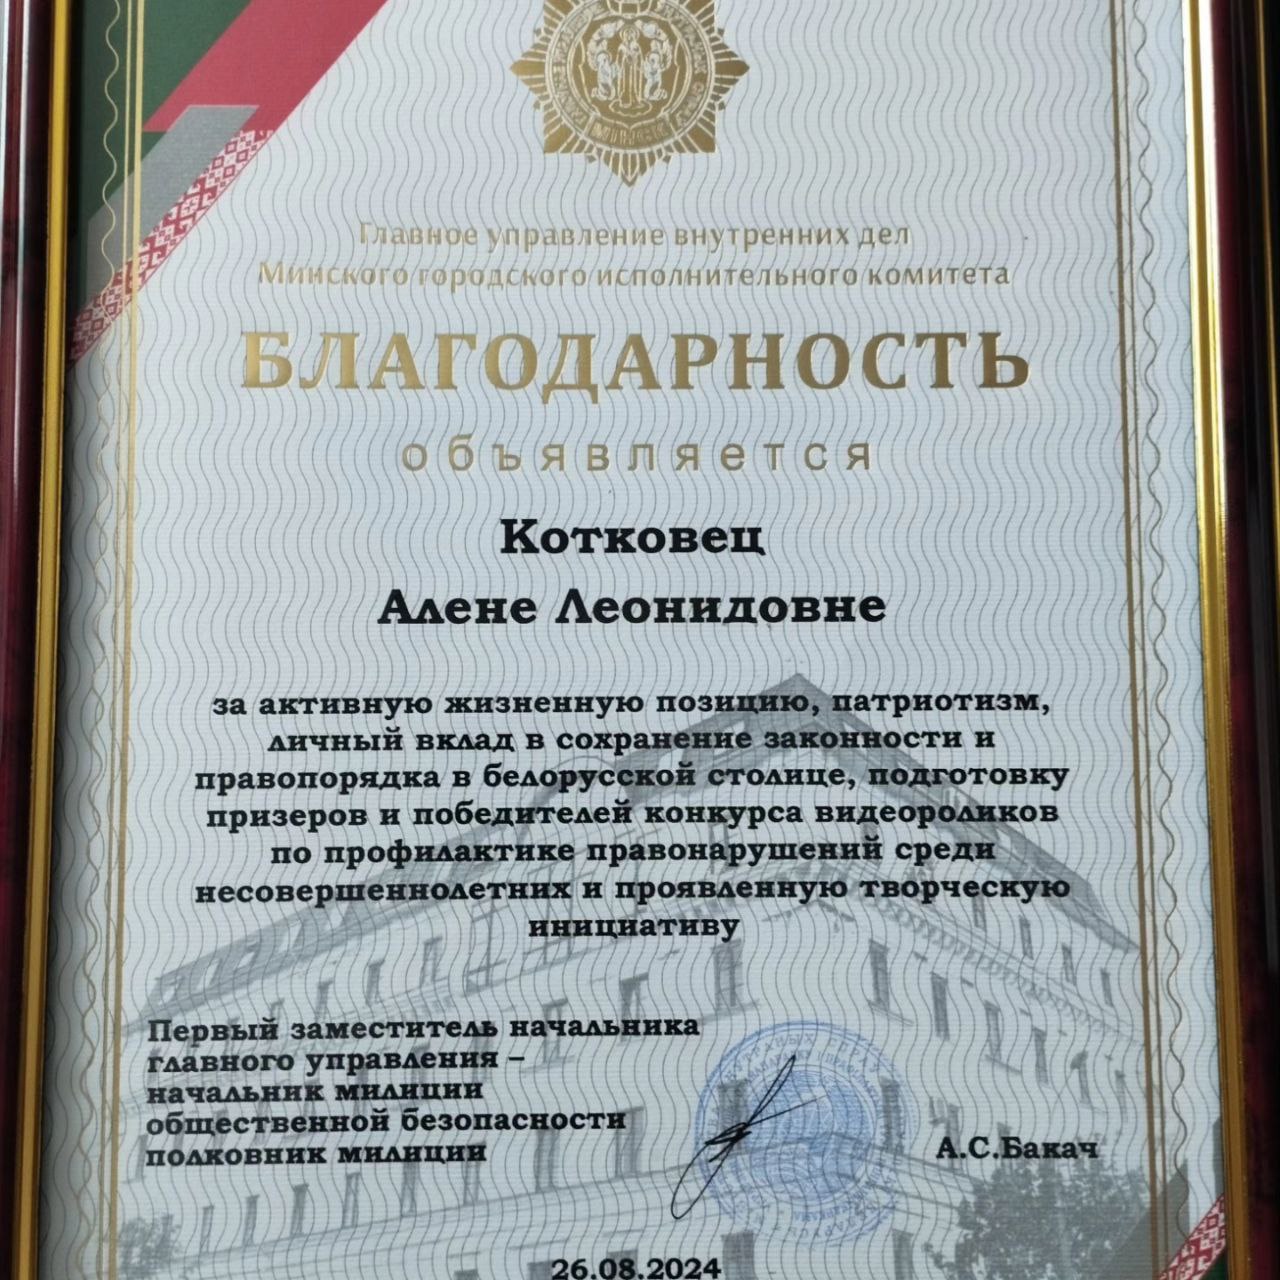 МІНСК
Главное управление внутренних дел
Минского городского исполнительного комитета
БЛАГОДАРНОСТЬ
объявляется
Котковец
Алене Леонидовне
за активную жизненную позицию, патриотизм,
личный вклад в сохранение законности и
правопорядка в белорусской столице, подготовку
призеров и победителей конкурса видеороликов
по профилактике правонарушений среди
несовершеннолетних и проявленную творческую
инициативу
Первый заместитель начальника
главного управления –
начальник милиции
общественной безопасности
полковник милиции
А.С.Бакач
26.08.2024